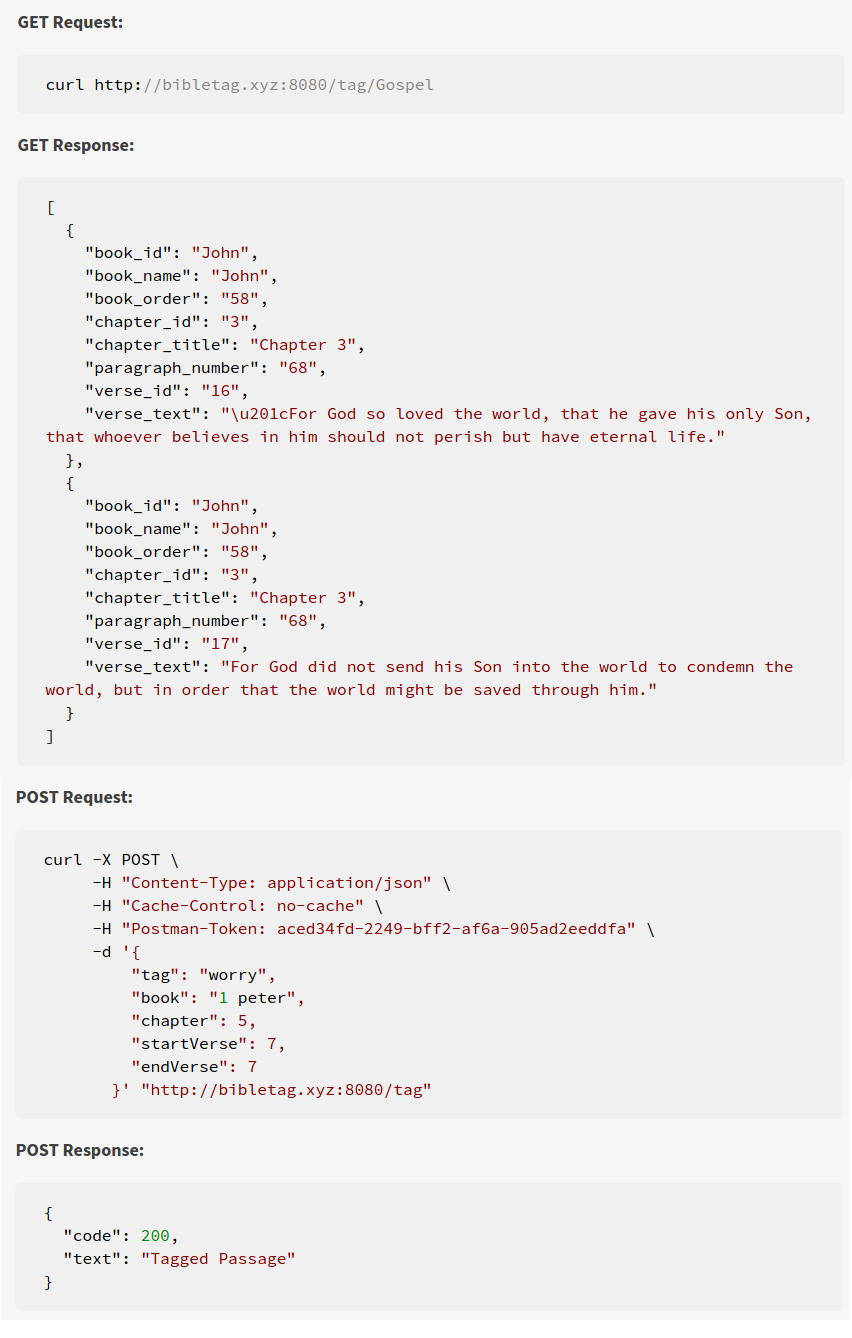 GET Request:
curl http://bibletag.xyz:8080/tag/Gospel
GET Response:
[
  {
    "book_id": "John",
    "book_name": "John",
    "book_order": "58",
    "chapter_id": "3",
    "chapter_title": "Chapter 3",
    "paragraph_number": "68",
    "verse_id": "16",
    "verse_text": "\u201cFor God so loved the world, that he gave his only Son,
that whoever believes in him should not perish but have eternal life."
  },
  {
    "book_id": "John",
    "book_name": "John",
    "book_order": "58",
    "chapter_id": "3",
    "chapter_title": "Chapter 3",
    "paragraph_number": "68",
    "verse_id": "17",
    "verse_text": "For God did not send his Son into the world to condemn the
world, but in order that the world might be saved through him."
  }
]
POST Request:
curl -X POST \
     -H "Content-Type: application/json" \
     -H "Cache-Control: no-cache" \
     -H "Postman-Token: aced34fd-2249-bff2-af6a-905ad2eeddfa" \
     -d '{
         "tag": "worry",
         "book": "1 peter",
         "chapter": 5,
         "startVerse": 7,
         "endVerse": 7
       }' "http://bibletag.xyz:8080/tag"
POST Response:
{
  "code": 200,
  "text": "Tagged Passage"
}